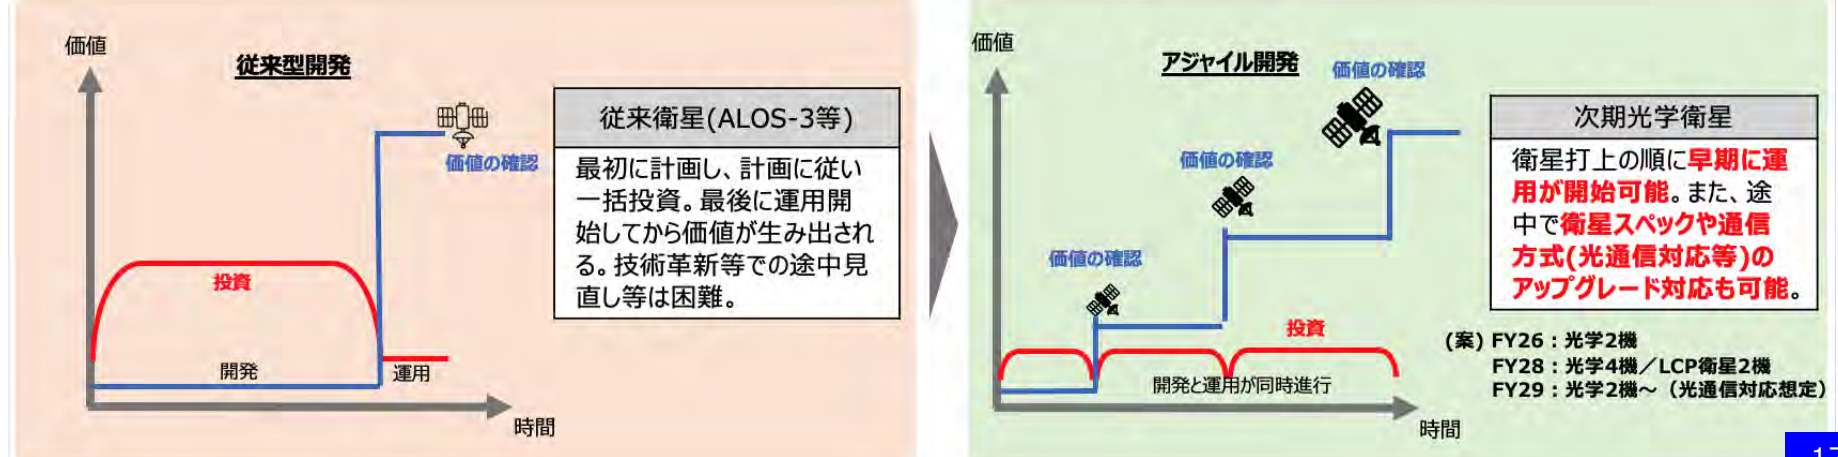 価値
従来型開発
価値の確認
投資
開発
運用
時間
従来衛星(ALOS-3等)
最初に計画し、計画に従い
一括投資。最後に運用開
始してから価値が生み出され
る。技術革新等での途中見
直し等は困難。
価値
アジャイル開発
価値の確認
価値の確認
価値の確認
投資
開発と運用が同時進行
時間
次期光学衛星
衛星打上の順に早期に運
用が開始可能。また、途
中で衛星スペックや通信
方式(光通信対応等)の
アップグレード対応も可能。
(案) FY26：光学2機
FY28：光学4機／LCP衛星2機
FY29：光学2機～（光通信対応想定）